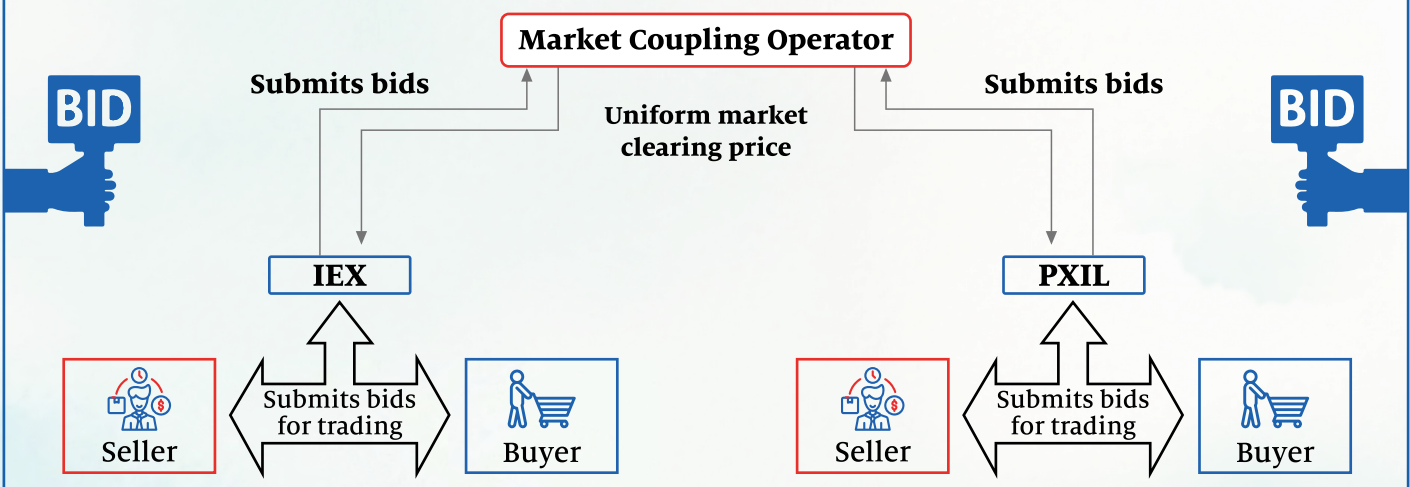 Market Coupling Operator
Submits bids
Submits bids
BID
BID
Uniform market
clearing price
IEX
PXIL
Submits bids
for trading
Seller
Buyer
Submits bids
for trading
Seller
Buyer